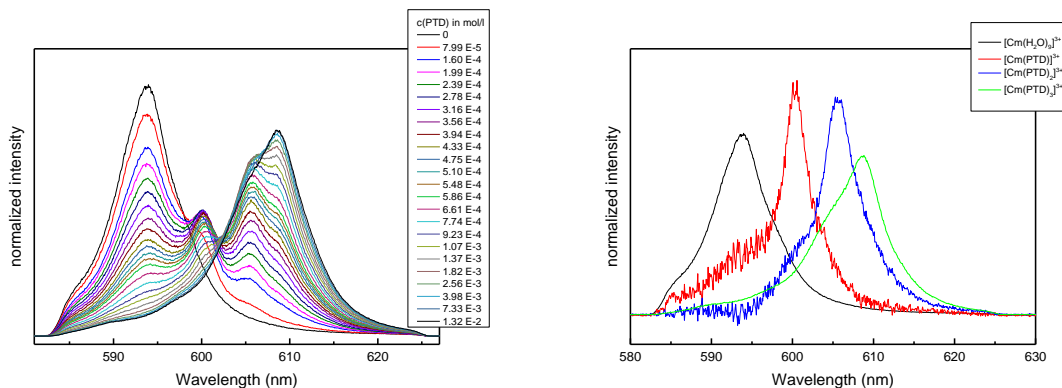 c(PTD) in mol/l
0
7.99 E-5
1.60 E-4
1.99 E-4
2.39 E-4
2.78 E-4
3.16 E-4
3.56 E-4
3.94 E-4
4.33 E-4
4.75 E-4
5.10 E-4
5.48 E-4
5.86 E-4
6.61 E-4
7.74 E-4
9.23 E-4
1.07 E-3
1.37 E-3
1.82 E-3
2.56 E-3
3.98 E-3
7.33 E-3
1.32 E-2
normalized intensity
590 600 610 620
Wavelength (nm)
[Cm(H₂O)₉]³⁺
[Cm(PTD)]³⁺
[Cm(PTD)₂]³⁺
[Cm(PTD)₃]³⁺
normalized intensity
580 590 600 610 620 630
Wavelength (nm)